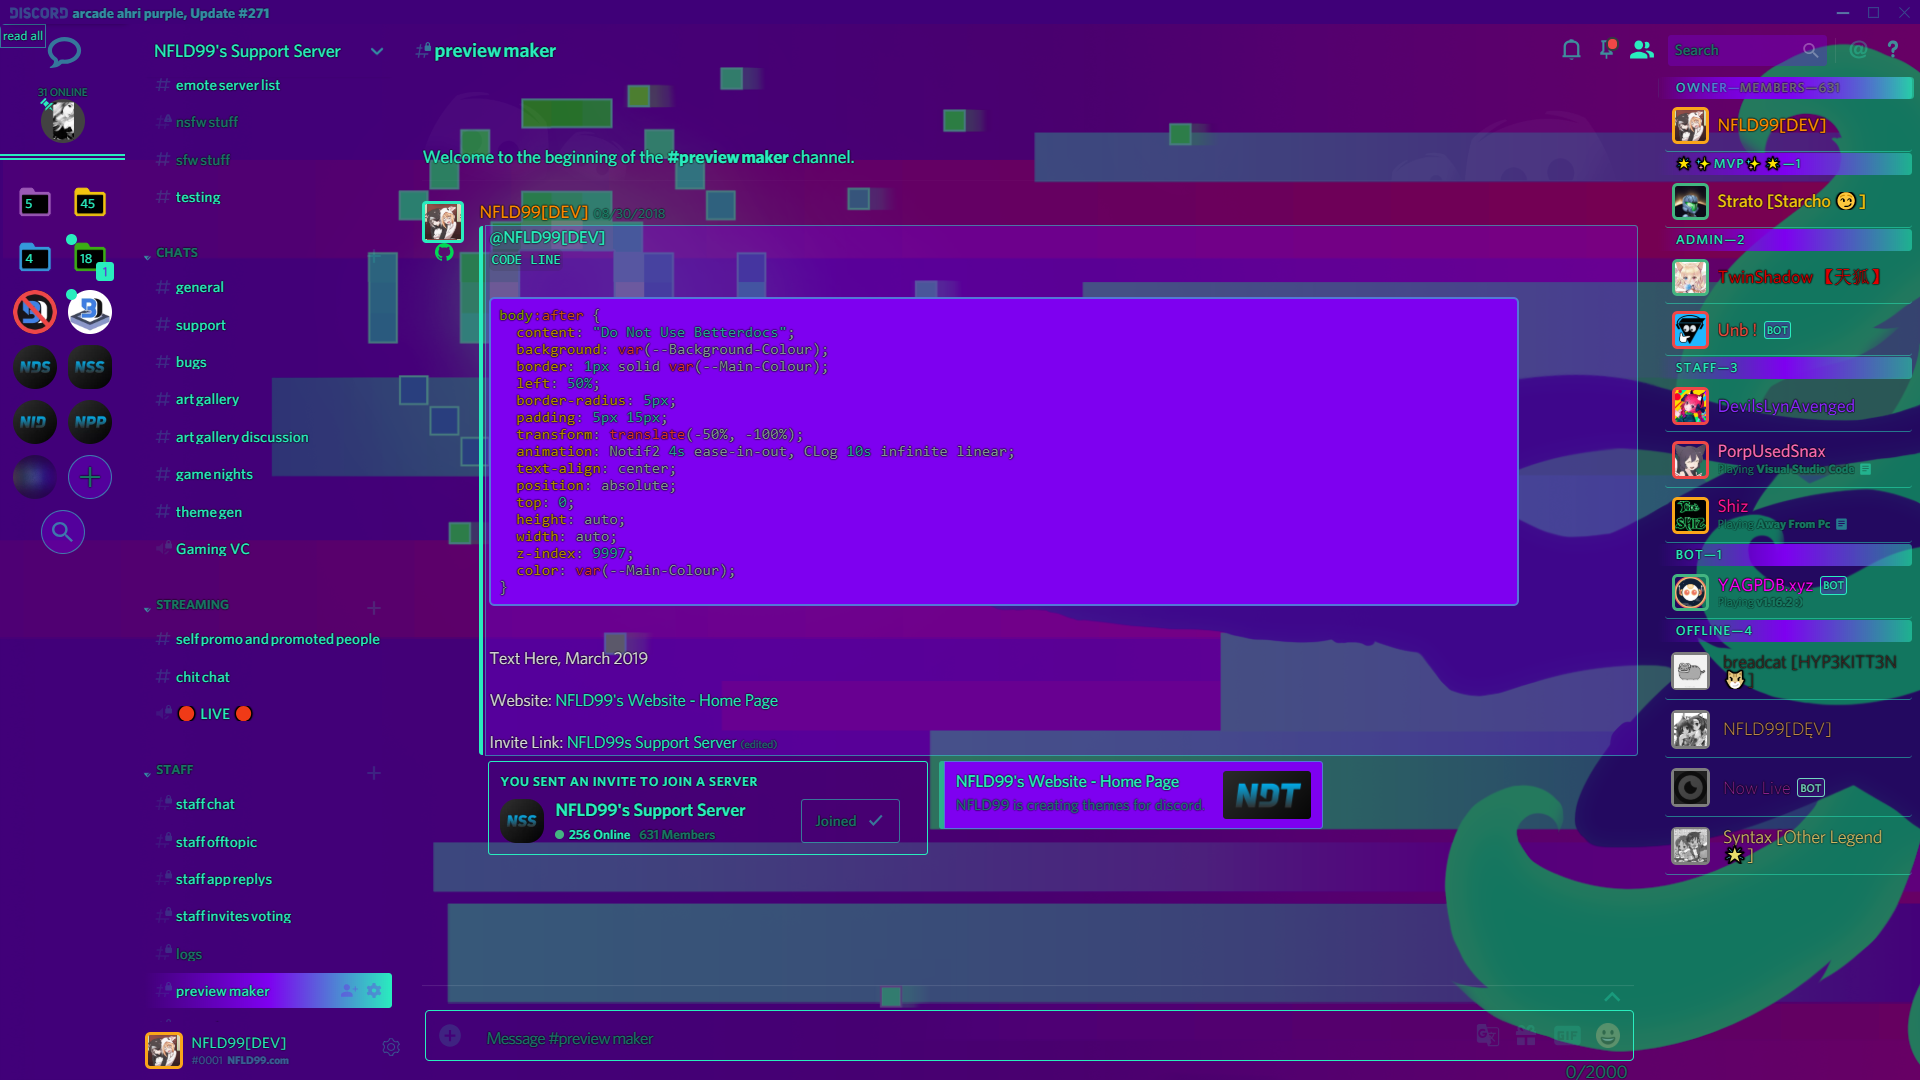 DISCORD arcade ahri purple, Update #271
read all
31 ONLINE
5
45
4
18
1
NDS
NSS
NID
NPP
NFLD99's Support Server
emote server list
nsfw stuff
sfw stuff
testing
CHATS
general
support
bugs
art gallery
art gallery discussion
game nights
theme gen
Gaming VC
STREAMING
self promo and promoted people
chit chat
LIVE
STAFF
staff chat
staff offtopic
staff app replys
staff invites voting
logs
preview maker
NFLD99[DEV]
#0001 NFLD99.com
preview maker
Search
Welcome to the beginning of the #preview maker channel.
NFLD99[DEV] 08/30/2018
@NFLD99[DEV]
CODE LINE
body:after {
content: "Do Not Use Betterdocs";
background: var(--Background-Colour);
border: 1px solid var(--Main-Colour);
left: 50%;
border-radius: 5px;
padding: 5px 15px;
transform: translate(-50%, -100%);
animation: Notif2 4s ease-in-out, CLog 10s infinite linear;
text-align: center;
position: absolute;
top: 0;
height: auto;
width: auto;
z-index: 9997;
color: var(--Main-Colour);
}
Text Here, March 2019
Website: NFLD99's Website - Home Page
Invite Link: NFLD99s Support Server (edited)
YOU SENT AN INVITE TO JOIN A SERVER
NSS
NFLD99's Support Server
256 Online 631 Members
Joined
NFLD99's Website - Home Page
NFLD99 is creating themes for discord.
NDT
Message #preview maker
GIF
0/2000
OWNER—MEMBERS—631
NFLD99[DEV]
🌟✨MVP✨🌟—1
Strato [Starcho 😏]
ADMIN—2
TwinShadow 【天狐】
Unb ! BOT
STAFF—3
DevilsLynAvenged
PorpUsedSnax
Playing Visual Studio Code
Shiz
Playing Away From Pc
BOT—1
YAGPDB.xyz BOT
Playing v1.16.2 :)
OFFLINE—4
breadcat [HYP3KITT3N
🐱]
NFLD99[DEV]
Now Live BOT
Syntax [Other Legend
🌟]